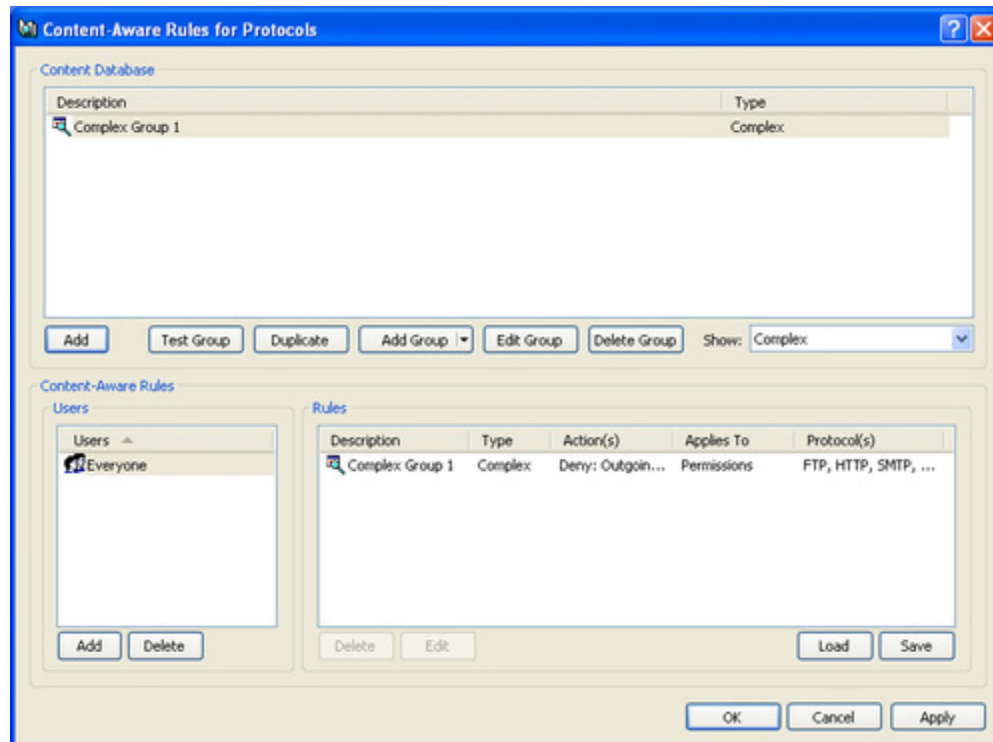 Content-Aware Rules for Protocols
Content Database
Description Type
Complex Group 1 Complex
Add Test Group Duplicate Add Group Edit Group Delete Group Show: Complex
Content-Aware Rules
Users
Users
Everyone
Add Delete
Rules
Description Type Action(s) Applies To Protocol(s)
Complex Group 1 Complex Deny: Outgoin... Permissions FTP, HTTP, SMTP, ...
Delete Edit Load Save
OK Cancel Apply